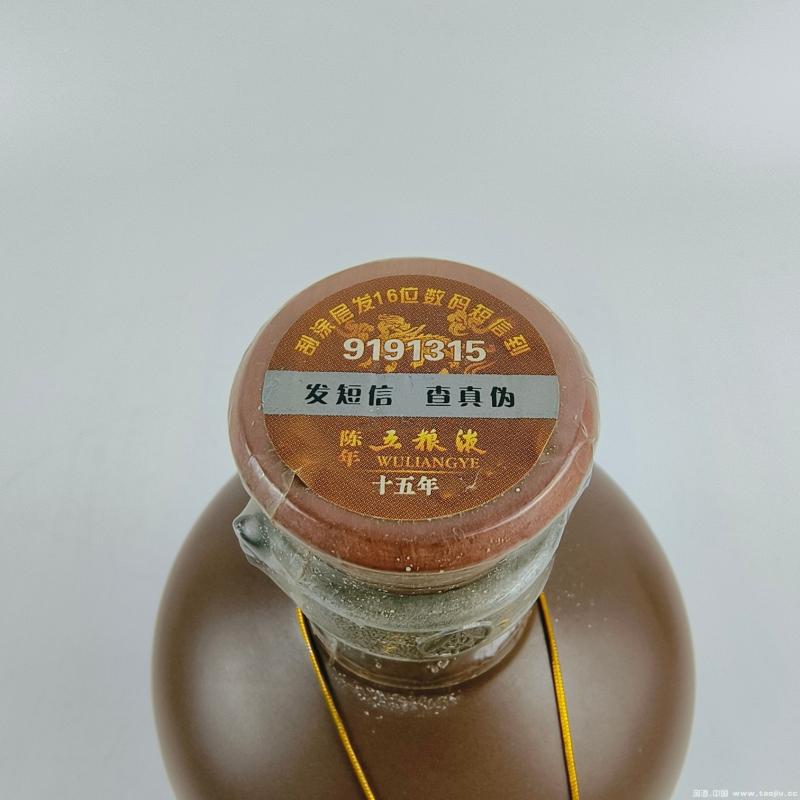 刮涂层发16位数码短信到
9191315
发短信 查真伪
陈年 五粮液
WULIANGYE
十五年
淘酒.中国 www.taojiu.cc